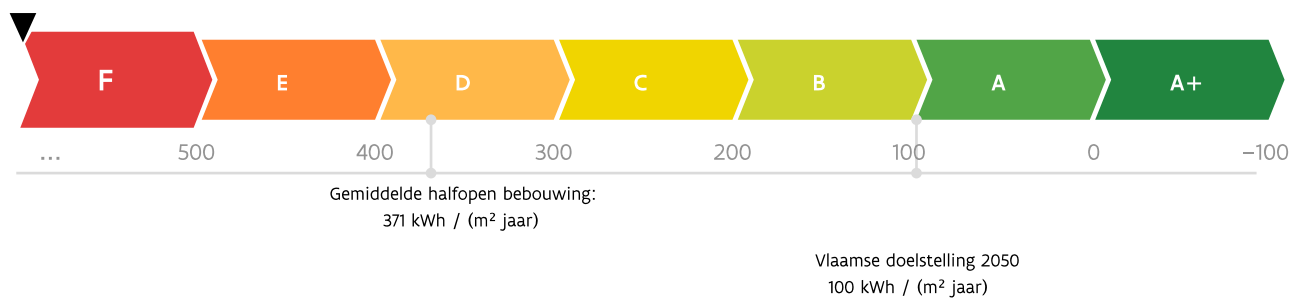 F E D C B A A+
... 500 400 300 200 100 0 −100
Gemiddelde halfopen bebouwing:
371 kWh / (m² jaar)
Vlaamse doelstelling 2050
100 kWh / (m² jaar)